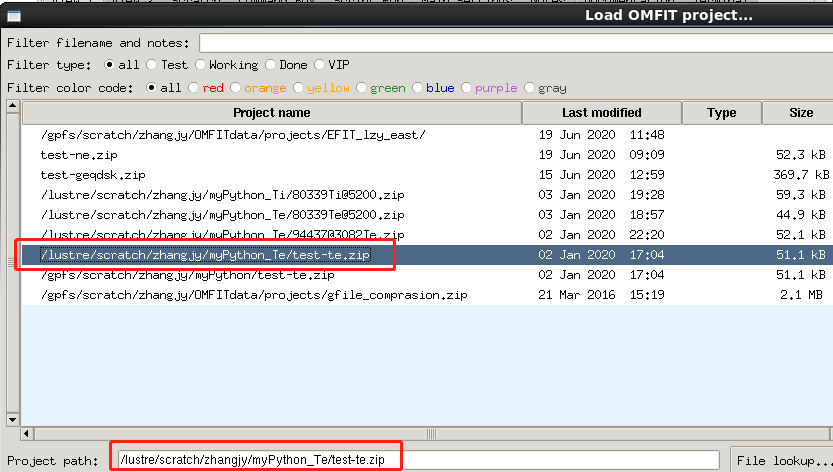 Load OMFIT project...
Filter filename and notes:
Filter type: all Test Working Done VIP
Filter color code: all red orange yellow green blue purple gray
Project name Last modified Type Size
/gpfs/scratch/zhangjy/OMFITdata/projects/EFIT_lzy_east/ 19 Jun 2020 11:48
test-ne.zip 19 Jun 2020 09:09 52.3 kB
test-geqdsk.zip 15 Jun 2020 12:59 369.7 kB
/lustre/scratch/zhangjy/myPython_Ti/80339Ti@5200.zip 03 Jan 2020 19:28 59.3 kB
/lustre/scratch/zhangjy/myPython_Te/80339Te@5200.zip 03 Jan 2020 18:57 44.9 kB
/lustre/scratch/zhangjy/myPython_Te/94437@3082Te.zip 02 Jan 2020 22:20 52.1 kB
/lustre/scratch/zhangjy/myPython_Te/test-te.zip 02 Jan 2020 17:04 51.1 kB
/gpfs/scratch/zhangjy/myPython/test-te.zip 02 Jan 2020 17:04 51.1 kB
/gpfs/scratch/zhangjy/OMFITdata/projects/gfile_comprasion.zip 21 Mar 2016 15:19 2.1 MB
Project path: /lustre/scratch/zhangjy/myPython_Te/test-te.zip File lookup...